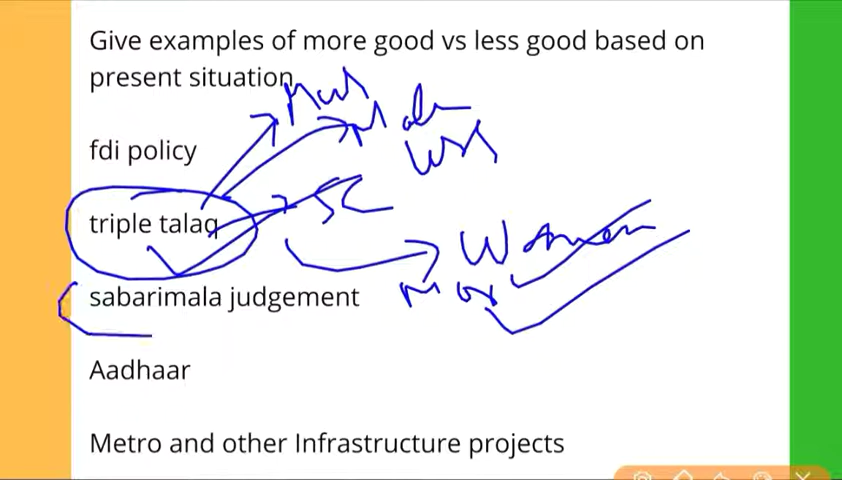 Give examples of more good vs less good based on
present situation
fdi policy
triple talaq
SC
Women
sabarimala judgement
Aadhaar
Metro and other Infrastructure projects